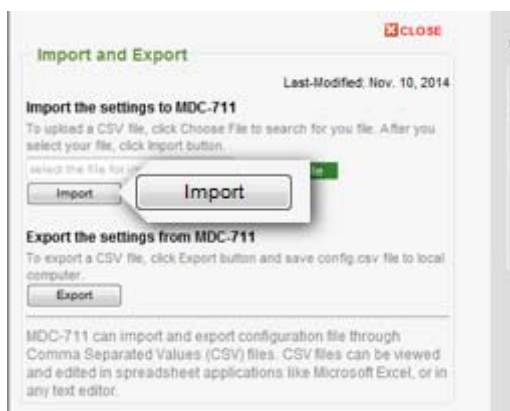 CLOSE
Import and Export
Last-Modified: Nov. 10, 2014
Import the settings to MDC-711
To upload a CSV file, click Choose File to search for you file. After you
select your file, click Import button.
select the file for
Import
Import
Export the settings from MDC-711
To export a CSV file, click Export button and save config.csv file to local
computer.
Export
MDC-711 can import and export configuration file through
Comma Separated Values (CSV) files. CSV files can be viewed
and edited in spreadsheet applications like Microsoft Excel, or in
any text editor.